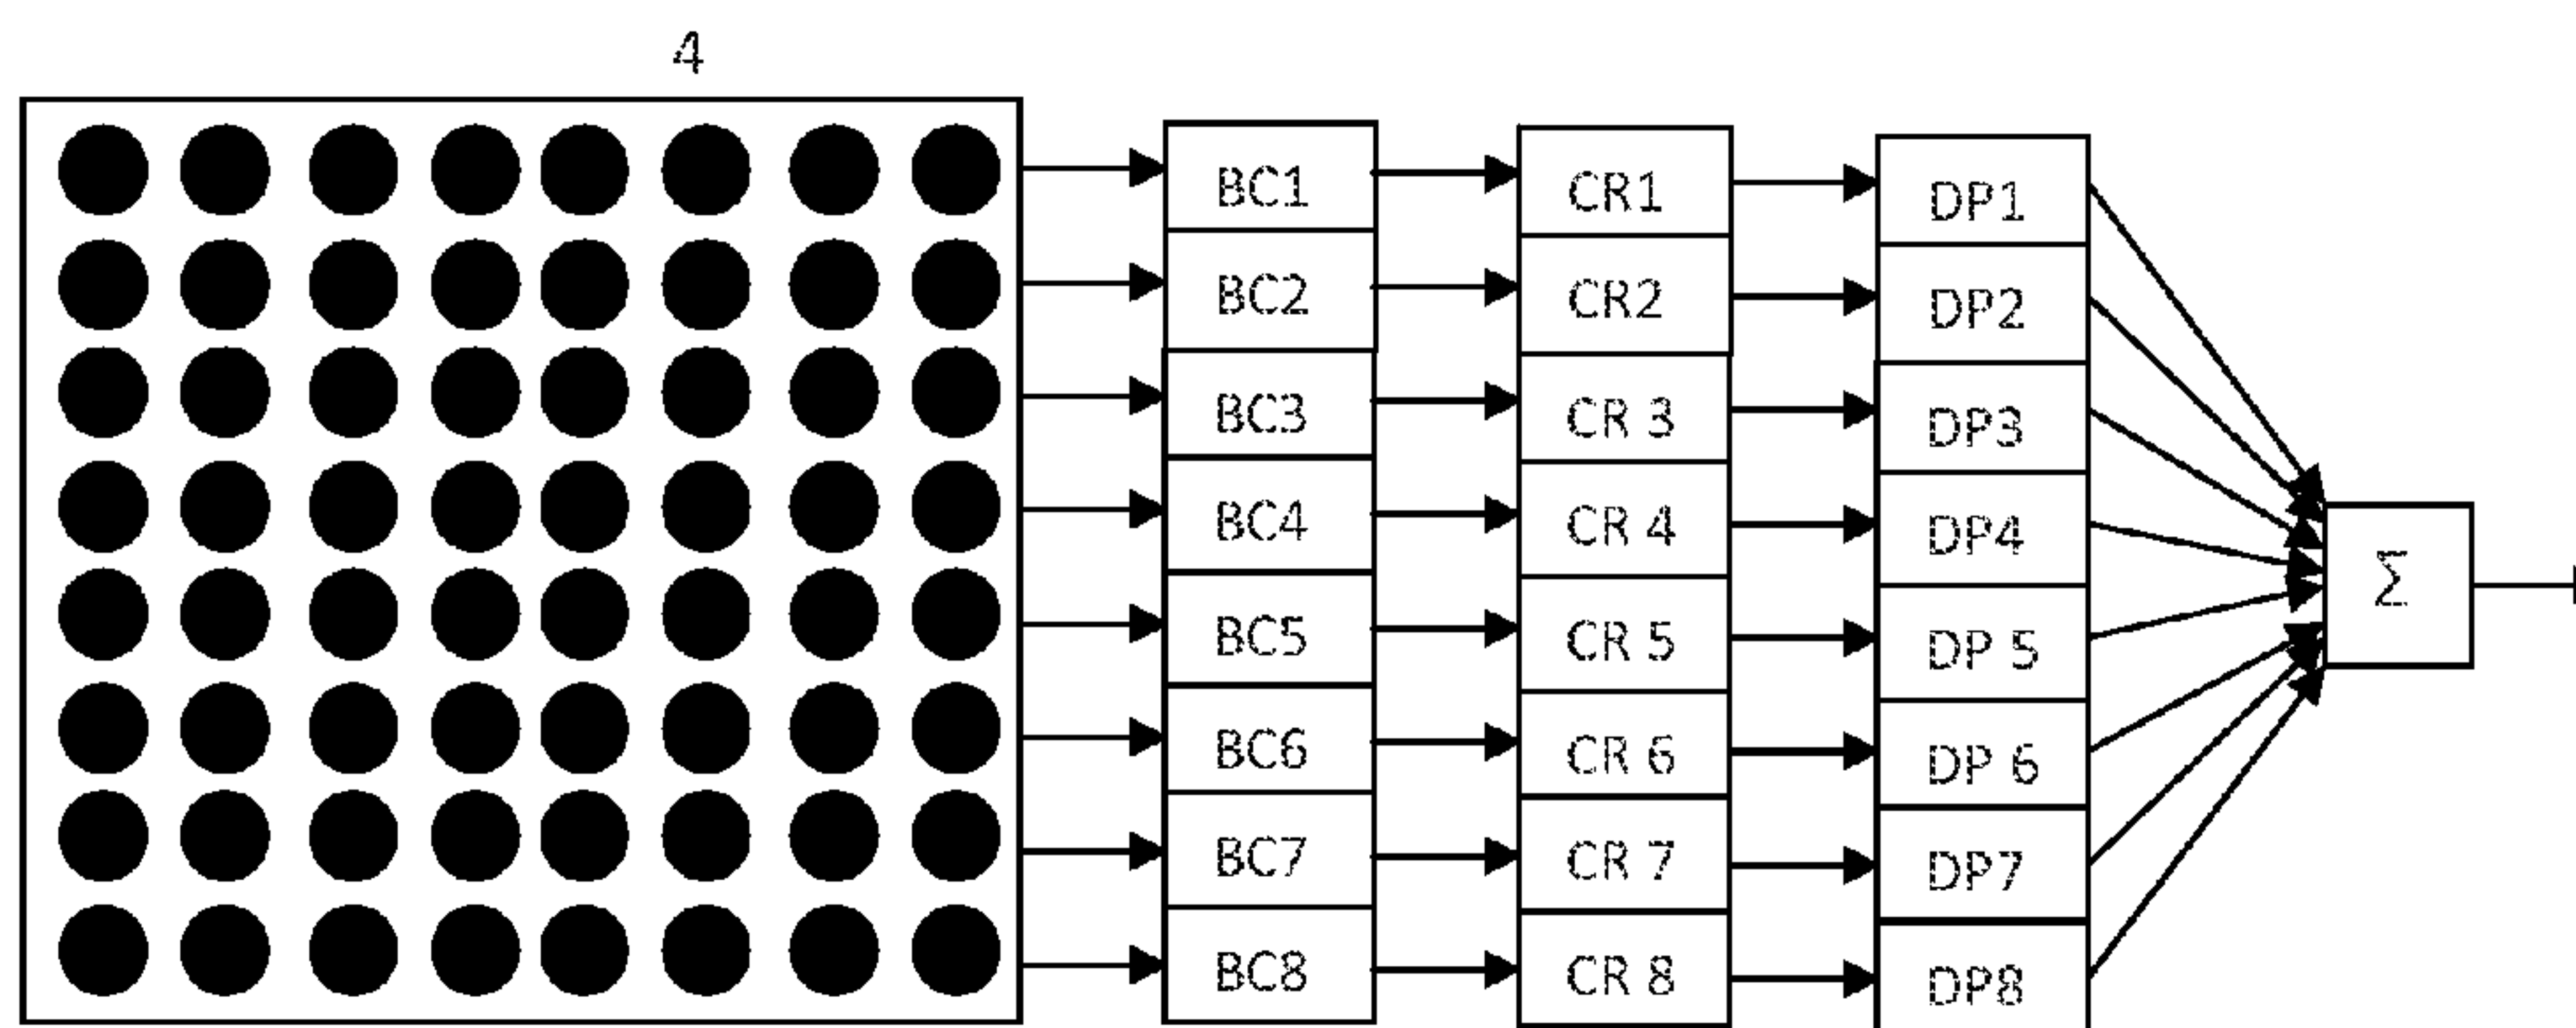 4
BC1 CR1 DP1
BC2 CR2 DP2
BC3 CR 3 DP3
BC4 CR 4 DP4
Σ
BC5 CR 5 DP 5
BC6 CR 6 DP 6
BC7 CR 7 DP7
BC8 CR 8 DP8